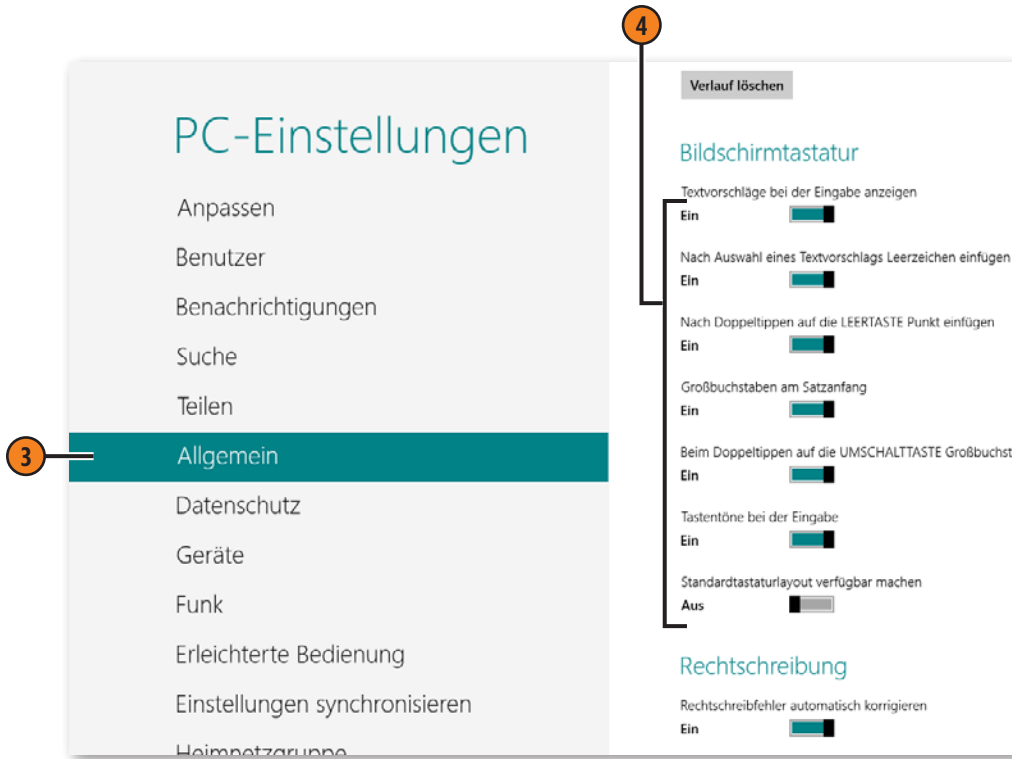 4
Verlauf löschen
PC-Einstellungen
Anpassen
Benutzer
Benachrichtigungen
Suche
Teilen
3
Allgemein
Datenschutz
Geräte
Funk
Erleichterte Bedienung
Einstellungen synchronisieren
Heimnetzgruppe
Bildschirmtastatur
Textvorschläge bei der Eingabe anzeigen
Ein
Nach Auswahl eines Textvorschlags Leerzeichen einfügen
Ein
Nach Doppeltippen auf die LEERTASTE Punkt einfügen
Ein
Großbuchstaben am Satzanfang
Ein
Beim Doppeltippen auf die UMSCHALTTASTE Großbuchst
Ein
Tastentöne bei der Eingabe
Ein
Standardtastaturlayout verfügbar machen
Aus
Rechtschreibung
Rechtschreibfehler automatisch korrigieren
Ein